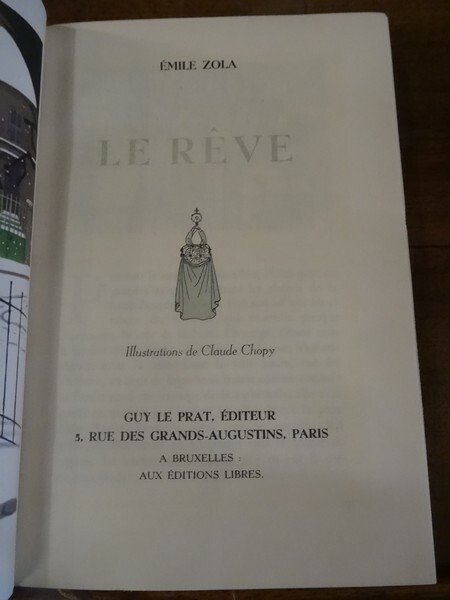 ÉMILE ZOLA
LE RÊVE
Illustrations de Claude Chopy
GUY LE PRAT, ÉDITEUR
5, RUE DES GRANDS-AUGUSTINS, PARIS
A BRUXELLES :
AUX ÉDITIONS LIBRES.